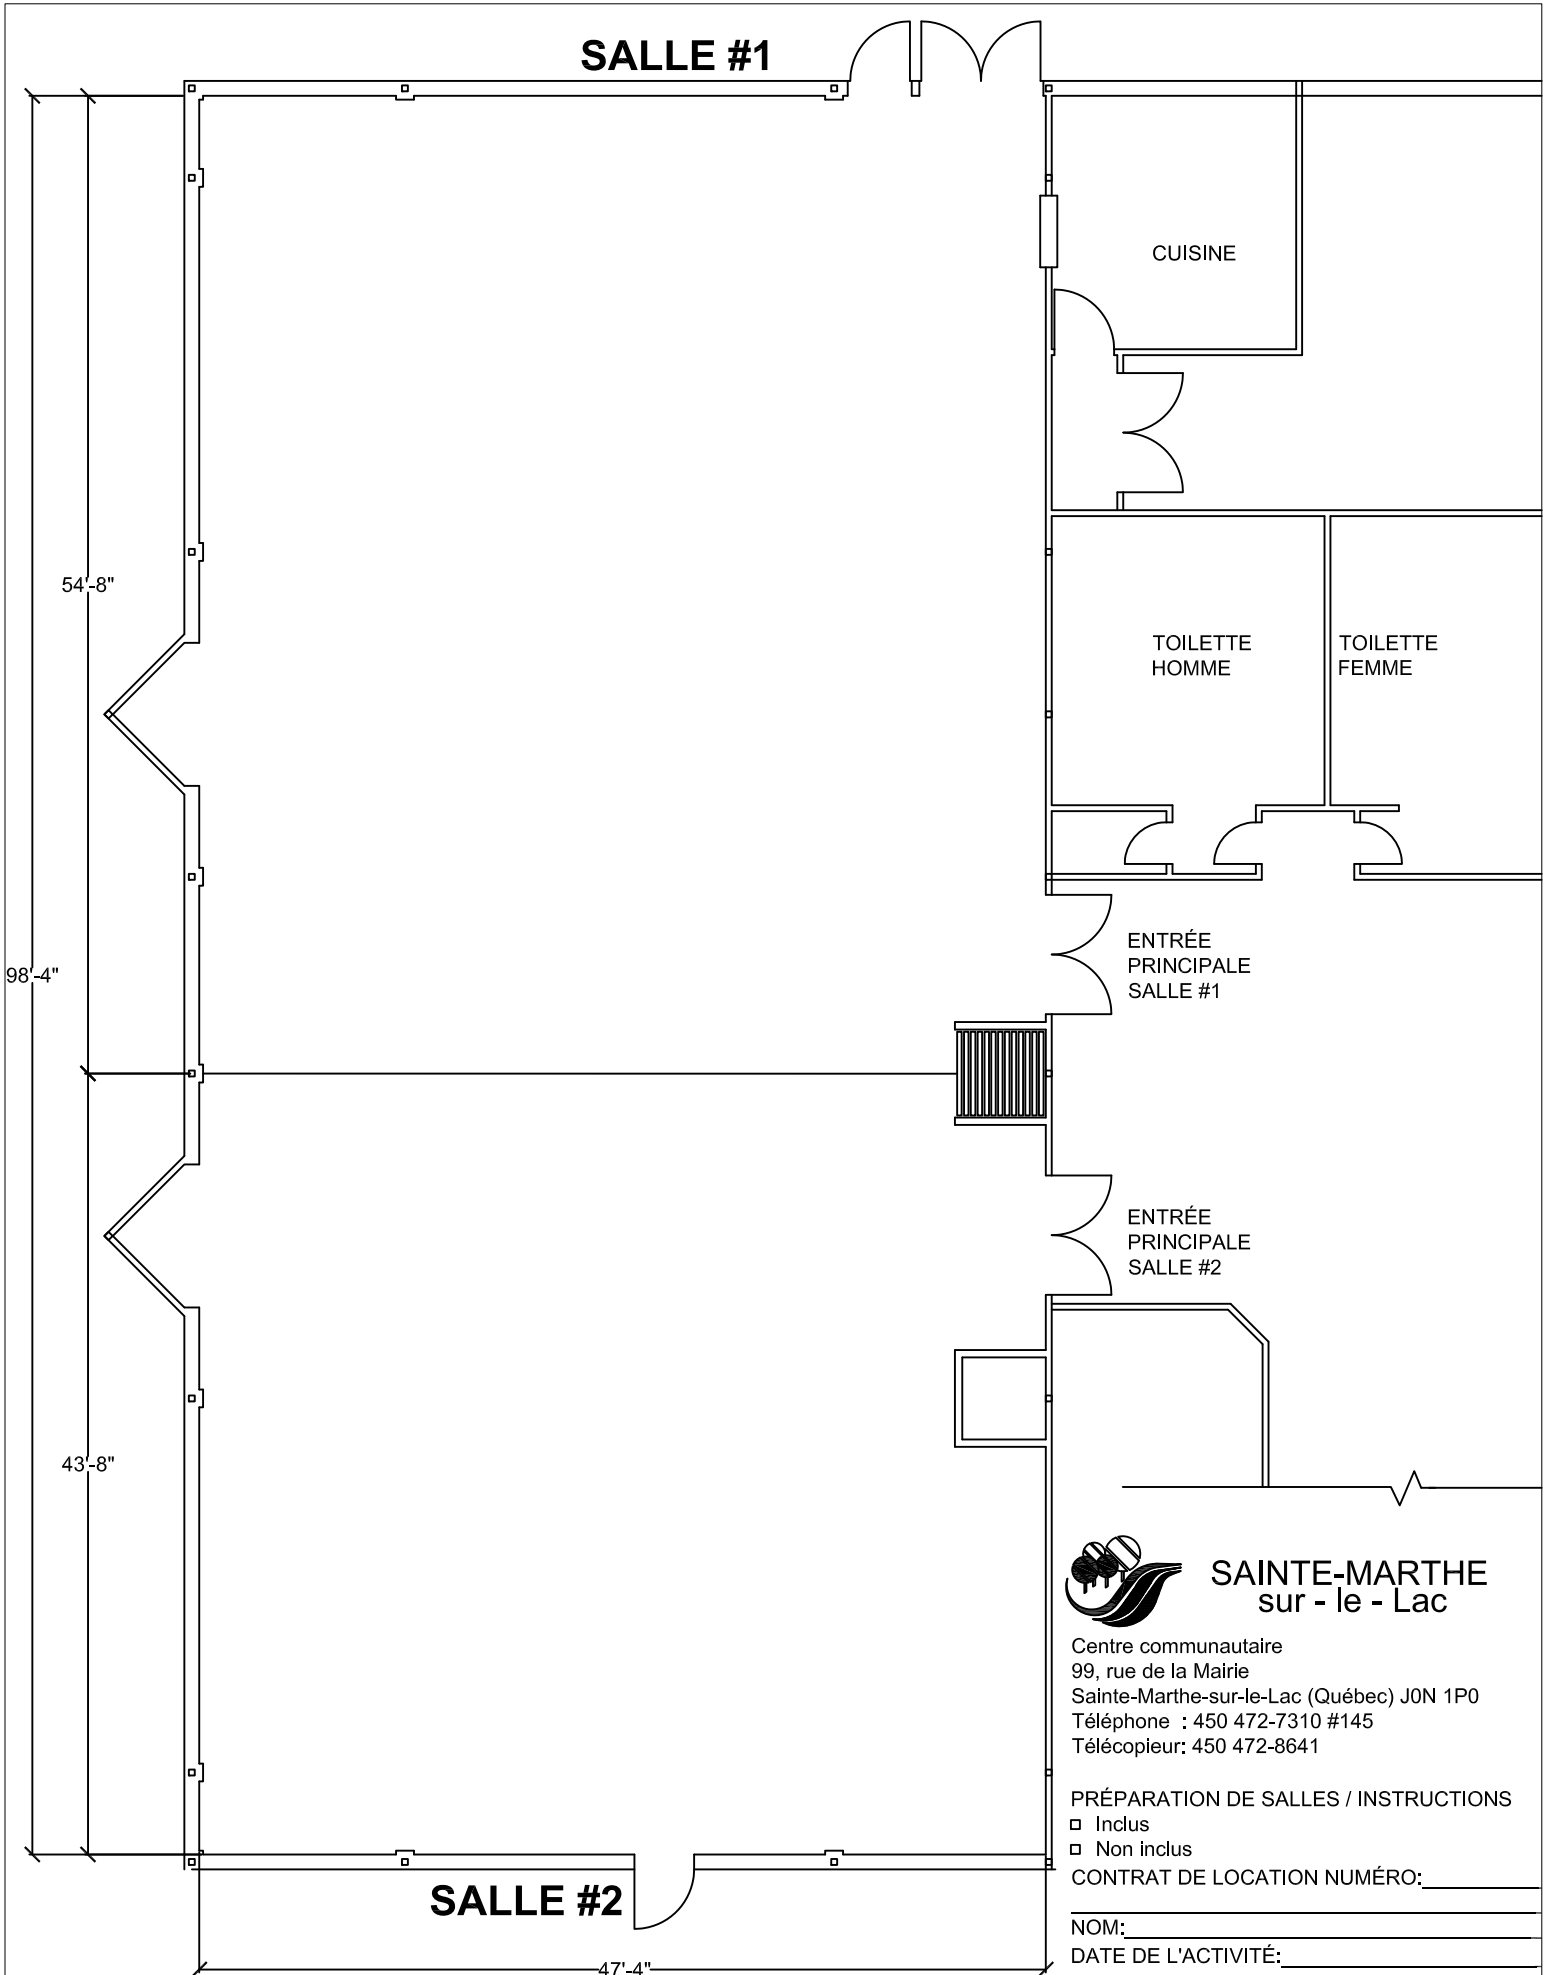 SALLE #1
CUISINE
54'-8"
TOILETTE
HOMME
TOILETTE
FEMME
98'-4"
ENTRÉE
PRINCIPALE
SALLE #1
ENTRÉE
PRINCIPALE
SALLE #2
43'-8"
SAINTE-MARTHE
sur - le - Lac
Centre communautaire
99, rue de la Mairie
Sainte-Marthe-sur-le-Lac (Québec) J0N 1P0
Téléphone : 450 472-7310 #145
Télécopieur: 450 472-8641
PRÉPARATION DE SALLES / INSTRUCTIONS
Inclus
Non inclus
CONTRAT DE LOCATION NUMÉRO:
NOM:
DATE DE L'ACTIVITÉ:
SALLE #2
47'-4"